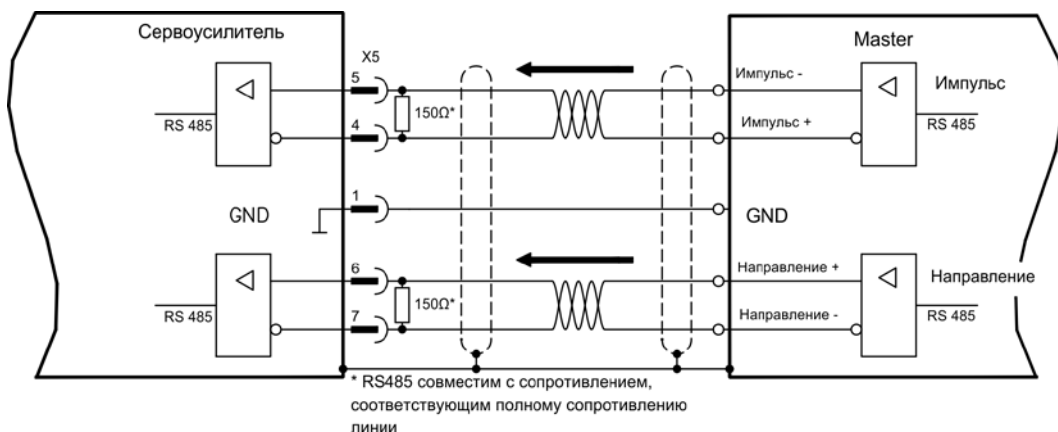 Сервоусилитель
X5
Master
5
Импульс -
Импульс
150Ω*
RS 485
4
Импульс +
RS 485
1
GND
GND
6
Направление +
Направление
150Ω*
RS 485
7
Направление -
RS 485
* RS485 совместим с сопротивлением,
соответствующим полному сопротивлению
линии